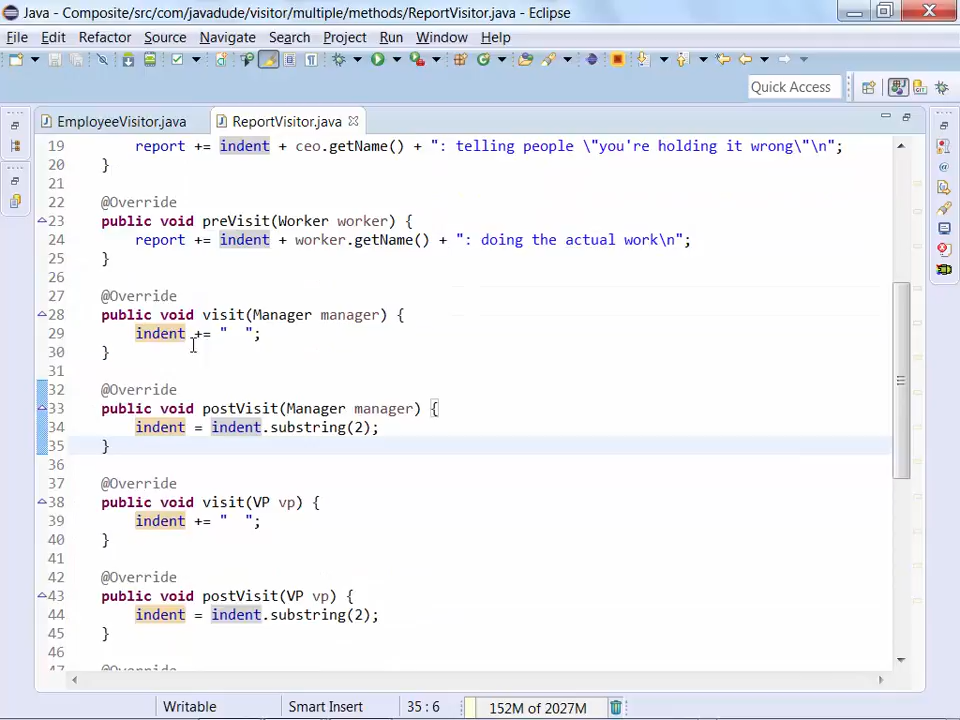 Java - Composite/src/com/javadude/visitor/multiple/methods/ReportVisitor.java - Eclipse
File Edit Refactor Source Navigate Search Project Run Window Help
Quick Access
EmployeeVisitor.java ReportVisitor.java
19 report += indent + ceo.getName() + ": telling people \"you're holding it wrong\"\n";
20 }
21
22 @Override
23 public void preVisit(Worker worker) {
24 report += indent + worker.getName() + ": doing the actual work\n";
25 }
26
27 @Override
28 public void visit(Manager manager) {
29 indent += "  ";
30 }
31
32 @Override
33 public void postVisit(Manager manager) {
34 indent = indent.substring(2);
35 }
36
37 @Override
38 public void visit(VP vp) {
39 indent += "  ";
40 }
41
42 @Override
43 public void postVisit(VP vp) {
44 indent = indent.substring(2);
45 }
46
47 @Override
Writable Smart Insert 35 : 6 152M of 2027M